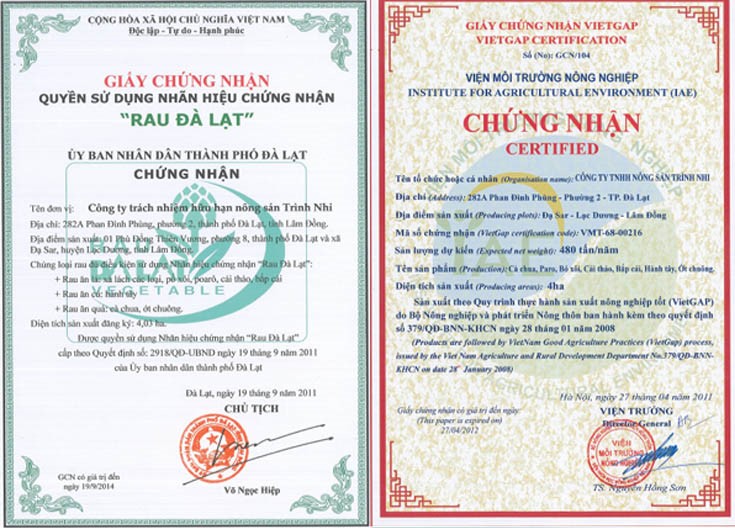 CỘNG HÒA XÃ HỘI CHỦ NGHĨA VIỆT NAM
Độc lập - Tự do - Hạnh phúc
GIẤY CHỨNG NHẬN
QUYỀN SỬ DỤNG NHÃN HIỆU CHỨNG NHẬN
“RAU ĐÀ LẠT”
ỦY BAN NHÂN DÂN THÀNH PHỐ ĐÀ LẠT
CHỨNG NHẬN
Tên đơn vị: Công ty trách nhiệm hữu hạn nông sản Trình Nhi
Địa chỉ: 282A Phan Đình Phùng, phường 2, thành phố Đà Lạt, tỉnh Lâm Đồng.
Địa điểm sản xuất: 01 Phù Đổng Thiên Vương, phường 8, thành phố Đà Lạt và xã
Đạ Sar, huyện Lạc Dương, tỉnh Lâm Đồng.
Chủng loại rau đủ điều kiện sử dụng Nhãn hiệu chứng nhận "Rau Đà Lạt":
+ Rau ăn lá: xà lách các loại, pó xôi, poarô, cải thảo, bắp cải
+ Rau ăn củ: hành tây
+ Rau ăn quả: cà chua, ớt chuông.
Diện tích sản xuất đăng ký: 4,03 ha.
Được quyền sử dụng Nhãn hiệu chứng nhận "Rau Đà Lạt"
cấp theo Quyết định số: 2918/QĐ-UBND ngày 19 tháng 9 năm 2011
của Ủy ban nhân dân thành phố Đà Lạt
VEGETABLE
Đà Lạt, ngày 19 tháng 9 năm 2011
CHỦ TỊCH
GCN có giá trị đến
ngày 19/9/2014
Võ Ngọc Hiệp
GIẤY CHỨNG NHẬN VIETGAP
VIETGAP CERTIFICATION
Số (No): GCN/104
VIỆN MÔI TRƯỜNG NÔNG NGHIỆP
INSTITUTE FOR AGRICULTURAL ENVIRONMENT (IAE)
CHỨNG NHẬN
CERTIFIED
Tên tổ chức hoặc cá nhân (Organisation name): CÔNG TY TNHH NÔNG SẢN TRÌNH NHI
Địa chỉ (Address): 282A Phan Đình Phùng - Phường 2 - TP. Đà Lạt
Địa điểm sản xuất (Producing plots): Đạ Sar - Lạc Dương - Lâm Đồng
Mã số chứng nhận (VietGap certification code): VMT-68-00216
Sản lượng dự kiến (Expected net weight): 480 tấn/năm
Tên sản phẩm (Production): Cà chua, Paro, Bó xôi, Cải thảo, Bắp cải, Hành tây, Ớt chuông.
Diện tích sản xuất (Producing areas): 4ha
Sản xuất theo Quy trình thực hành sản xuất nông nghiệp tốt (VietGAP)
do Bộ Nông nghiệp và phát triển Nông thôn ban hành kèm theo quyết định
số 379/QĐ-BNN-KHCN ngày 28 tháng 01 năm 2008
(Products are followed by VietNam Good Agriculture Practices (VietGap) process,
issued by the Viet Nam Agriculture and Rural Development Department No.379/QĐ-BNN-
KHCN on date 28 January 2008)
Hà Nội, ngày 27 tháng 04 năm 2011
Giấy chứng nhận có giá trị đến ngày:
(This paper is expired on)
27/04/2012
VIỆN TRƯỞNG
Director General
VIỆN
MÔI TRƯỜNG
NÔNG NGHIỆP
TS. Nguyễn Hồng Sơn